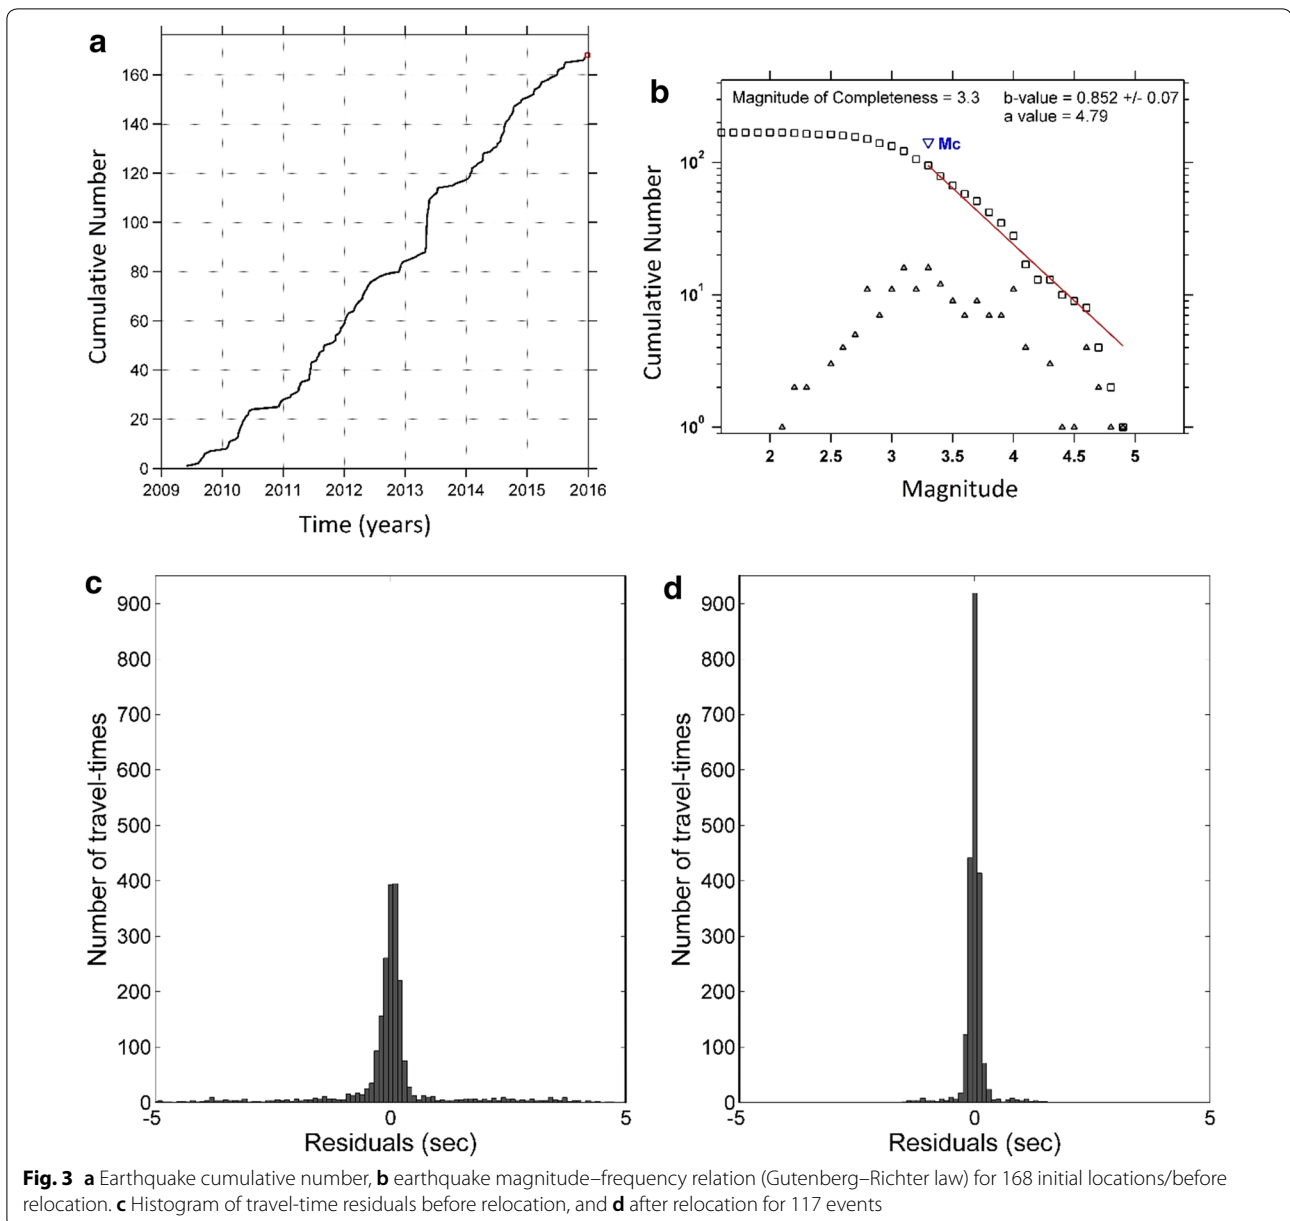 a
Cumulative Number
160
140
120
100
80
60
40
20
0
2009 2010 2011 2012 2013 2014 2015 2016
Time (years)
b
Magnitude of Completeness = 3.3 b-value = 0.852 +/- 0.07
a value = 4.79
Mc
Cumulative Number
10^2
10^1
10^0
2 2.5 3 3.5 4 4.5 5
Magnitude
c
Number of travel-times
900
800
700
600
500
400
300
200
100
0
-5 0 5
Residuals (sec)
d
Number of travel-times
900
800
700
600
500
400
300
200
100
0
-5 0 5
Residuals (sec)
Fig. 3 a Earthquake cumulative number, b earthquake magnitude–frequency relation (Gutenberg–Richter law) for 168 initial locations/before
relocation. c Histogram of travel-time residuals before relocation, and d after relocation for 117 events